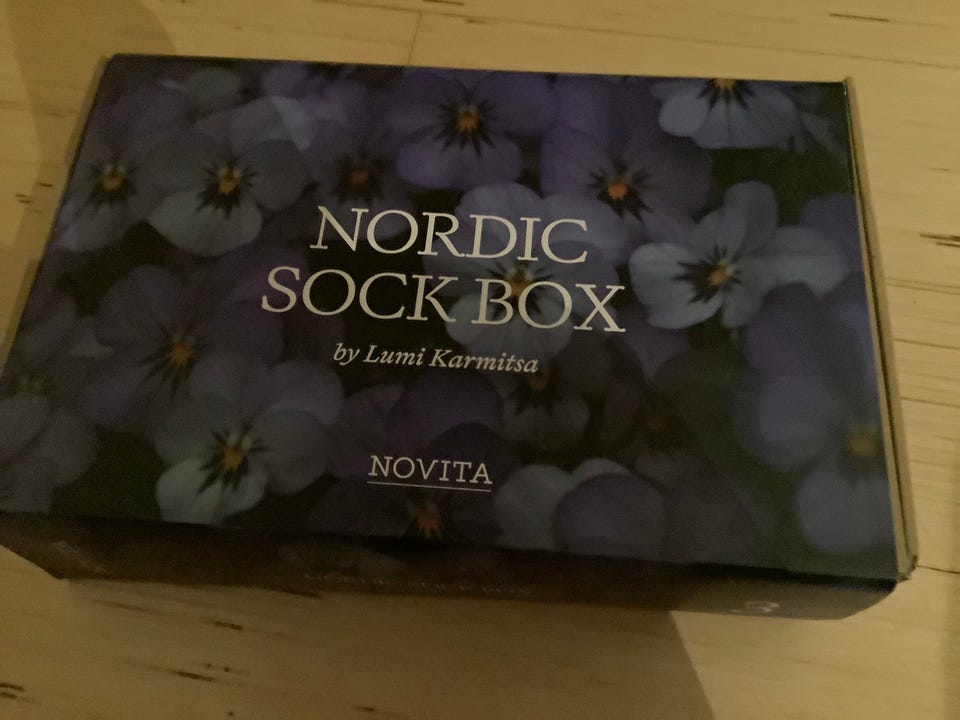 NORDIC
SOCK BOX
by Lumi Karmitsa
NOVITA